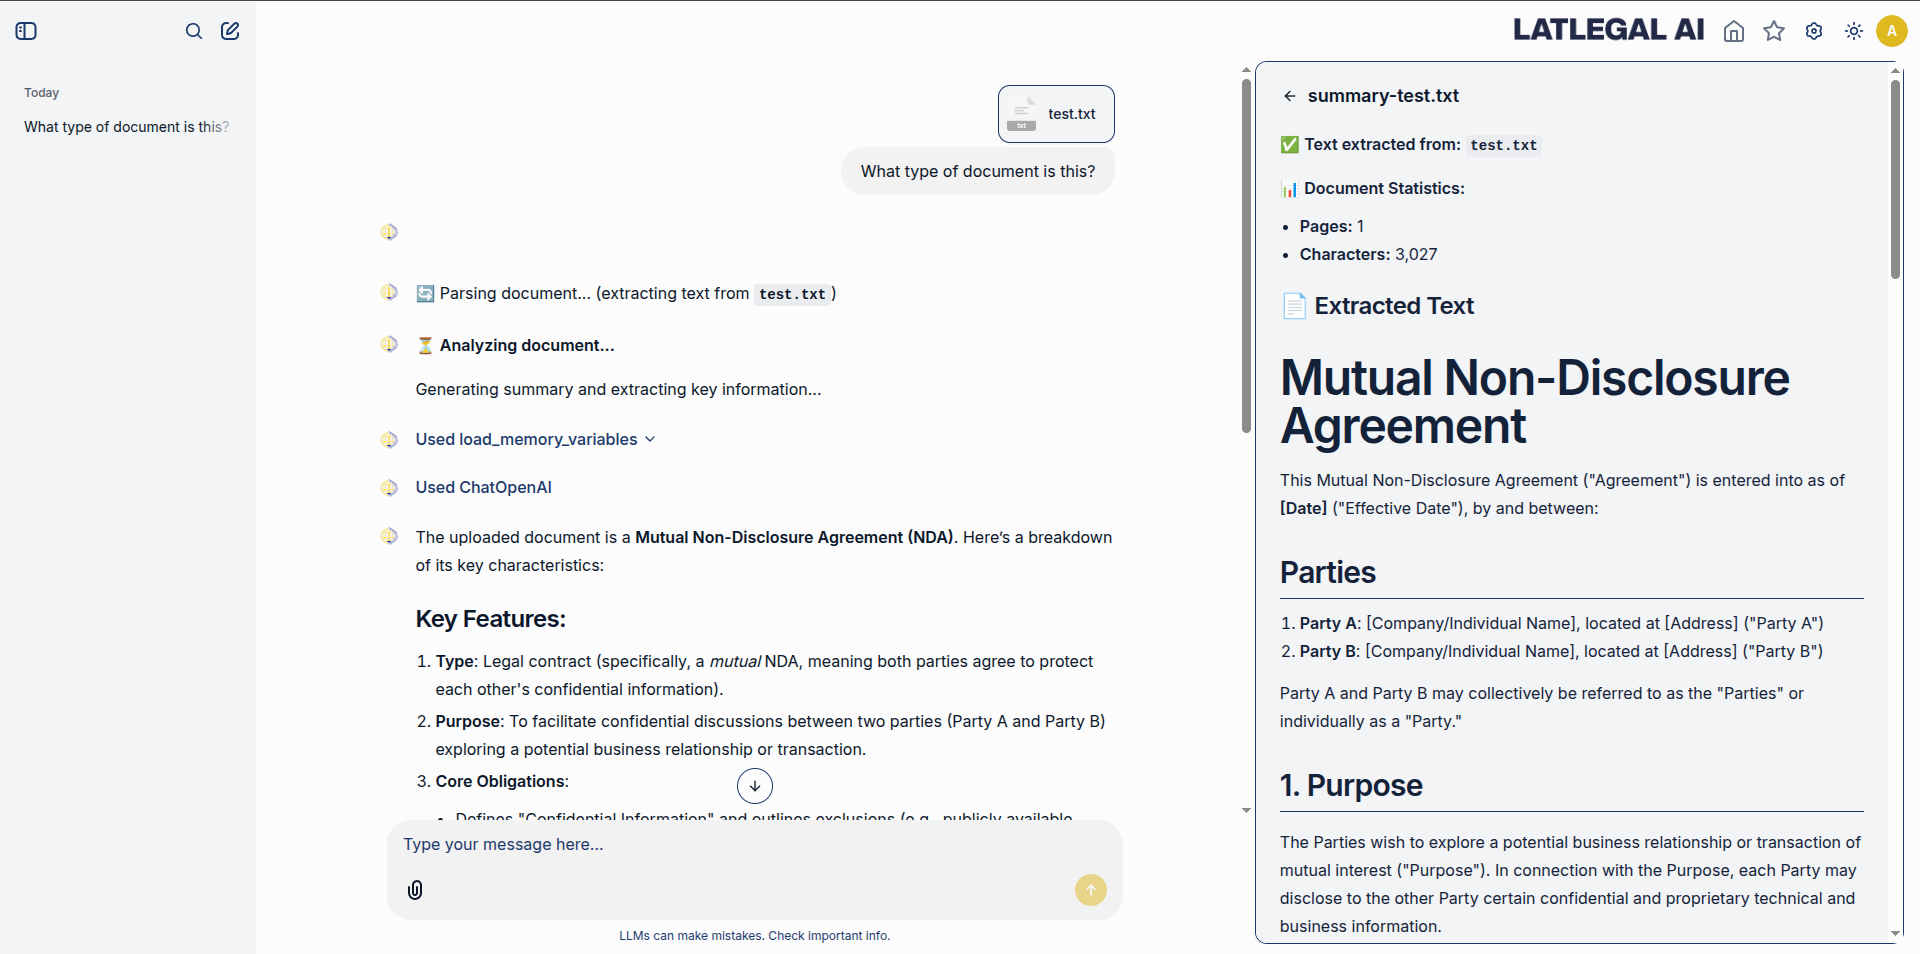 LATLEGAL AI
A
Today
What type of document is this?
test.txt
txt
What type of document is this?
🔄 Parsing document... (extracting text from test.txt)
⏳ Analyzing document...
Generating summary and extracting key information...
Used load_memory_variables
Used ChatOpenAI
The uploaded document is a Mutual Non-Disclosure Agreement (NDA). Here's a breakdown
of its key characteristics:
Key Features:
1. Type: Legal contract (specifically, a mutual NDA, meaning both parties agree to protect
each other's confidential information).
2. Purpose: To facilitate confidential discussions between two parties (Party A and Party B)
exploring a potential business relationship or transaction.
3. Core Obligations:
• Defines "Confidential Information" and outlines exclusions (e.g., publicly available
Type your message here...
LLMs can make mistakes. Check important info.
summary-test.txt
✅ Text extracted from: test.txt
📊 Document Statistics:
• Pages: 1
• Characters: 3,027
📄 Extracted Text
Mutual Non-Disclosure
Agreement
This Mutual Non-Disclosure Agreement ("Agreement") is entered into as of
[Date] ("Effective Date"), by and between:
Parties
1. Party A: [Company/Individual Name], located at [Address] ("Party A")
2. Party B: [Company/Individual Name], located at [Address] ("Party B")
Party A and Party B may collectively be referred to as the "Parties" or
individually as a "Party."
1. Purpose
The Parties wish to explore a potential business relationship or transaction of
mutual interest ("Purpose"). In connection with the Purpose, each Party may
disclose to the other Party certain confidential and proprietary technical and
business information.